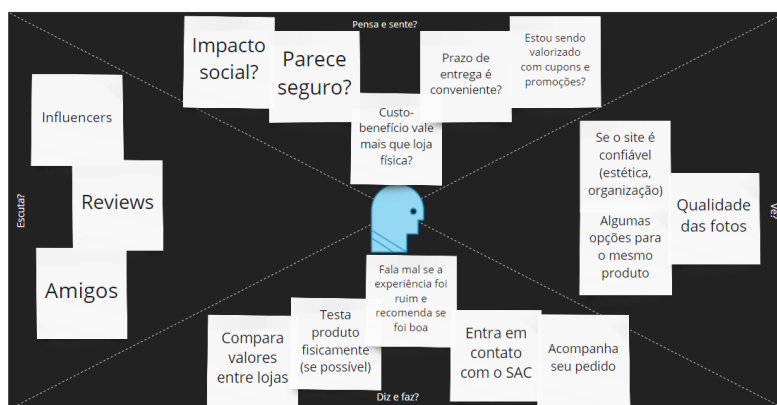 Pensa e sente?
Impacto
social?
Parece
seguro?
Custo-
benefício vale
mais que loja
física?
Prazo de
entrega é
conveniente?
Estou sendo
valorizado
com cupons e
promoções?
Escuta?
Influencers
Reviews
Amigos
Se o site é
confiável
(estética,
organização)
Algumas
opções para
o mesmo
produto
Qualidade
das fotos
Vê?
Compara
valores
entre lojas
Testa
produto
fisicamente
(se possível)
Fala mal se a
experiência foi
ruim e
recomenda se
foi boa
Entra em
contato
com o SAC
Acompanha
seu pedido
Diz e faz?